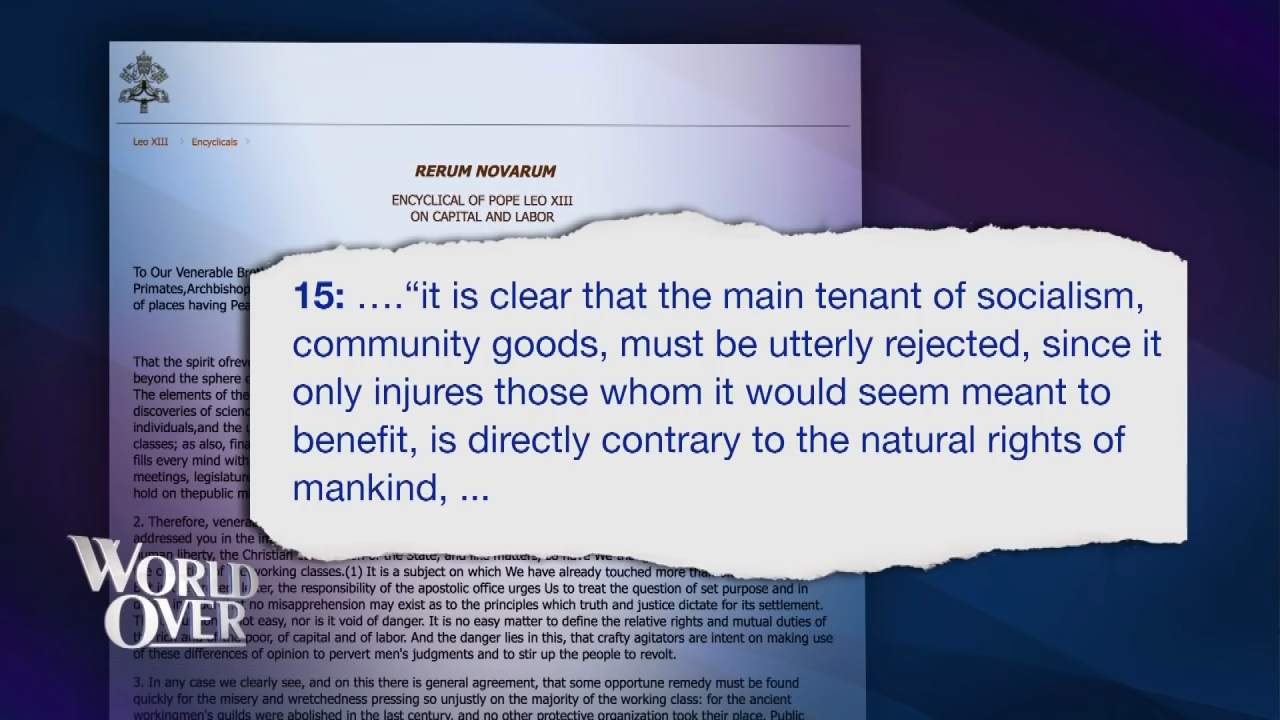 Leo XIII > Encyclicals >
RERUM NOVARUM
ENCYCLICAL OF POPE LEO XIII
ON CAPITAL AND LABOR
To Our Venerable
Primates,Archbishop
of places having
15: ....“it is clear that the main tenant of socialism,
community goods, must be utterly rejected, since it
only injures those whom it would seem meant to
benefit, is directly contrary to the natural rights of
mankind, ...
That the spirit
beyond the sphere
The elements of the
discoveries of
individuals,and the
classes; as also,
fills every mind with
meetings,
hold on thepublic
2. Therefore,
addressed you in the
human liberty, the Christian
working classes.(1) It is a subject on which We have already touched more
the responsibility of the apostolic office urges Us to treat the question of set purpose and in
no misapprehension may exist as to the principles which truth and justice dictate for its settlement.
not easy, nor is it void of danger. It is no easy matter to define the relative rights and mutual duties of
the rich and of the poor, of capital and of labor. And the danger lies in this, that crafty agitators are intent on making use
of these differences of opinion to pervert men's judgments and to stir up the people to revolt.
3. In any case we clearly see, and on this there is general agreement, that some opportune remedy must be found
quickly for the misery and wretchedness pressing so unjustly on the majority of the working class: for the ancient
workingmen's guilds were abolished in the last century, and no other protective organization took their place. Public
WORLD
OVER